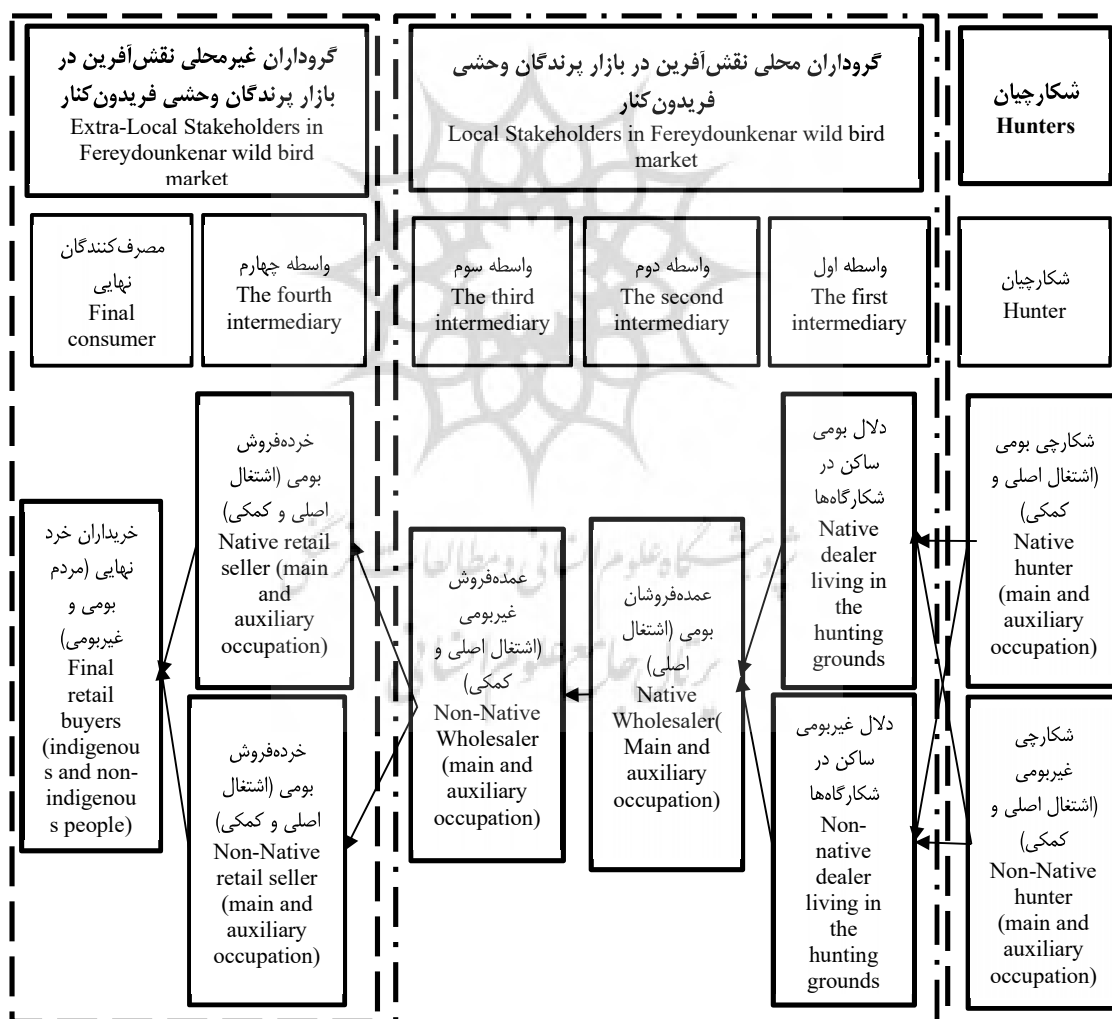 شکارچیان
Hunters
گروداران محلی نقش‌آفرین در بازار پرندگان وحشی
فریدون‌کنار
Local Stakeholders in Fereydounkenar wild bird
market
گروداران غیرمحلی نقش‌آفرین در
بازار پرندگان وحشی فریدون‌کنار
Extra-Local Stakeholders in
Fereydounkenar wild bird
market
شکارچیان
Hunter
واسطه اول
The first
intermediary
واسطه دوم
The second
intermediary
واسطه سوم
The third
intermediary
واسطه چهارم
The fourth
intermediary
مصرف‌کنندگان
نهایی
Final
consumer
شکارچی بومی
(اشتغال اصلی و
کمکی)
Native
hunter
(main and
auxiliary
occupation)
شکارچی
غیربومی
(اشتغال اصلی و
کمکی)
Non-Native
hunter
(main and
auxiliary
occupation)
دلال بومی
ساکن در
شکارگاه‌ها
Native
dealer
living in
the
hunting
grounds
دلال غیربومی
ساکن در
شکارگاه‌ها
Non-
native
dealer
living in
the
hunting
grounds
عمده‌فروشان
بومی (اشتغال
اصلی)
Native
Wholesaler(
Main and
auxiliary
occupation)
عمده‌فروش
غیربومی
(اشتغال اصلی و
کمکی)
Non-Native
Wholesaler
(main and
auxiliary
occupation)
خرده‌فروش
بومی (اشتغال
اصلی و کمکی)
Native retail
seller (main
and
auxiliary
occupation)
خرده‌فروش
بومی (اشتغال
اصلی و کمکی)
Non-Native
retail seller
(main and
auxiliary
occupation)
خریداران خرد
نهایی (مردم
بومی و
غیربومی)
Final
retail
buyers
(indigenou
s and non-
indigenou
s people)
پژوهشگاه علوم انسانی و مطالعات فرهنگی
پرتال جامع علوم انسانی